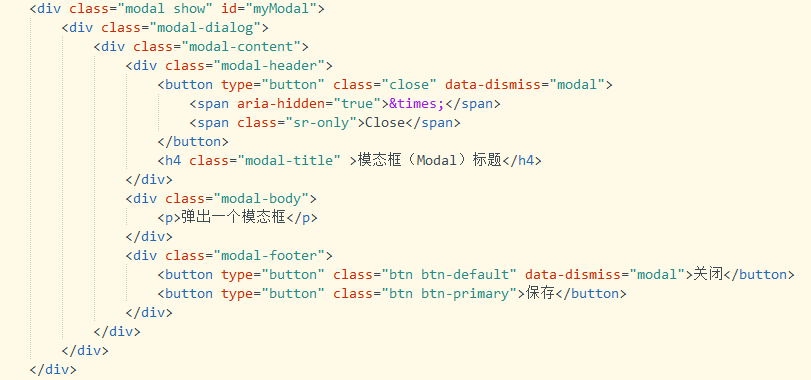 <div class="modal show" id="myModal">
<div class="modal-dialog">
<div class="modal-content">
<div class="modal-header">
<button type="button" class="close" data-dismiss="modal">
<span aria-hidden="true">&times;</span>
<span class="sr-only">Close</span>
</button>
<h4 class="modal-title" >模态框（Modal）标题</h4>
</div>
<div class="modal-body">
<p>弹出一个模态框</p>
</div>
<div class="modal-footer">
<button type="button" class="btn btn-default" data-dismiss="modal">关闭</button>
<button type="button" class="btn btn-primary">保存</button>
</div>
</div>
</div>
</div>